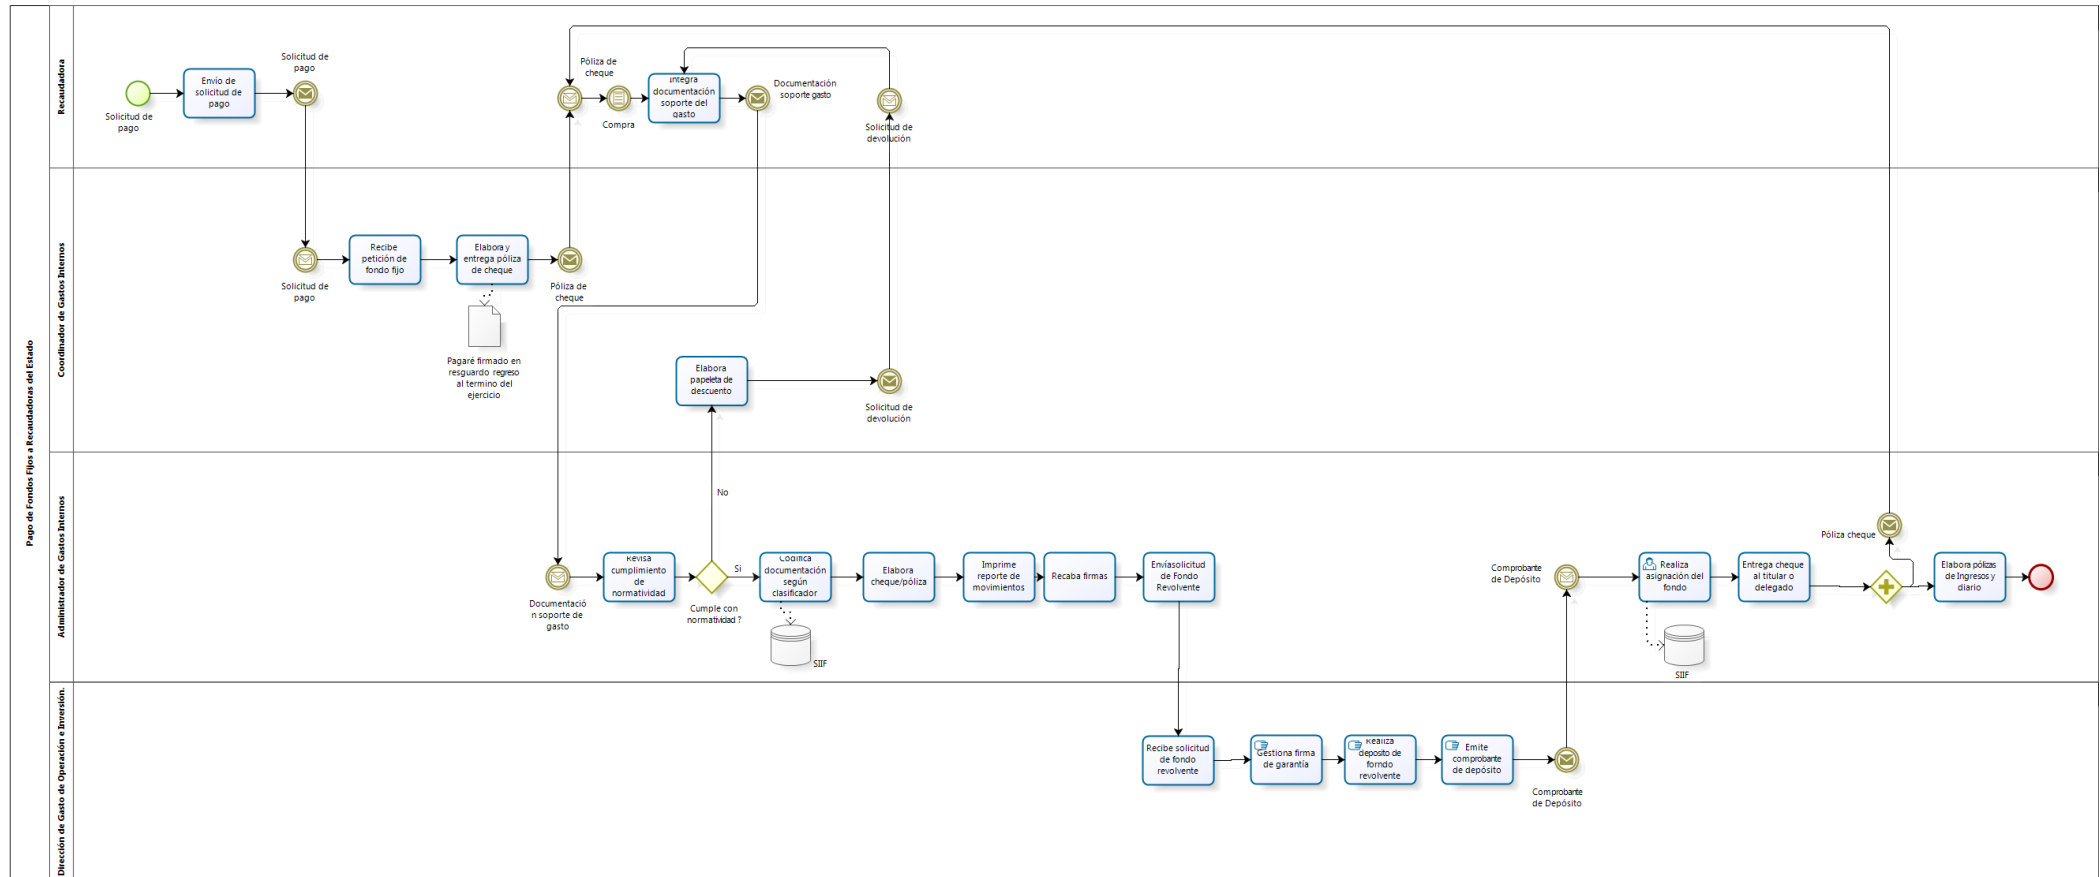 Pago de Fondos Fijos a Recaudadoras del Estado
Recaudadora
Solicitud de
pago
Envío de
solicitud de
pago
Solicitud de
pago
Póliza de
cheque
Compra
Integra
documentación
soporte del
gasto
Documentación
soporte gasto
Solicitud de
devolución
Coordinador de Gastos Internos
Solicitud de
pago
Recibe
petición de
fondo fijo
Elabora y
entrega póliza
de cheque
Póliza de
cheque
Pagaré firmado en
resguardo regreso
al termino del
ejercicio
Elabora
papeleta de
descuento
Solicitud de
devolución
Administrador de Gastos Internos
Documentació
n soporte de
gasto
Revisa
cumplimiento
de
normatividad
No
Si
Cumple con
normatividad ?
Codifica
documentación
según
clasificador
SIIF
Elabora
cheque/póliza
Imprime
reporte de
movimientos
Recaba firmas
Envíasolicitud
de Fondo
Revolvente
Comprobante
de Depósito
Realiza
asignación del
fondo
SIIF
Entrega cheque
al titular o
delegado
Póliza cheque
Elabora pólizas
de Ingresos y
diario
Dirección de Gasto de Operación e Inversión.
Recibe solicitud
de fondo
revolvente
Gestiona firma
de garantía
Realiza
deposito de
forndo
revolvente
Emite
comprobante
de depósito
Comprobante
de Depósito